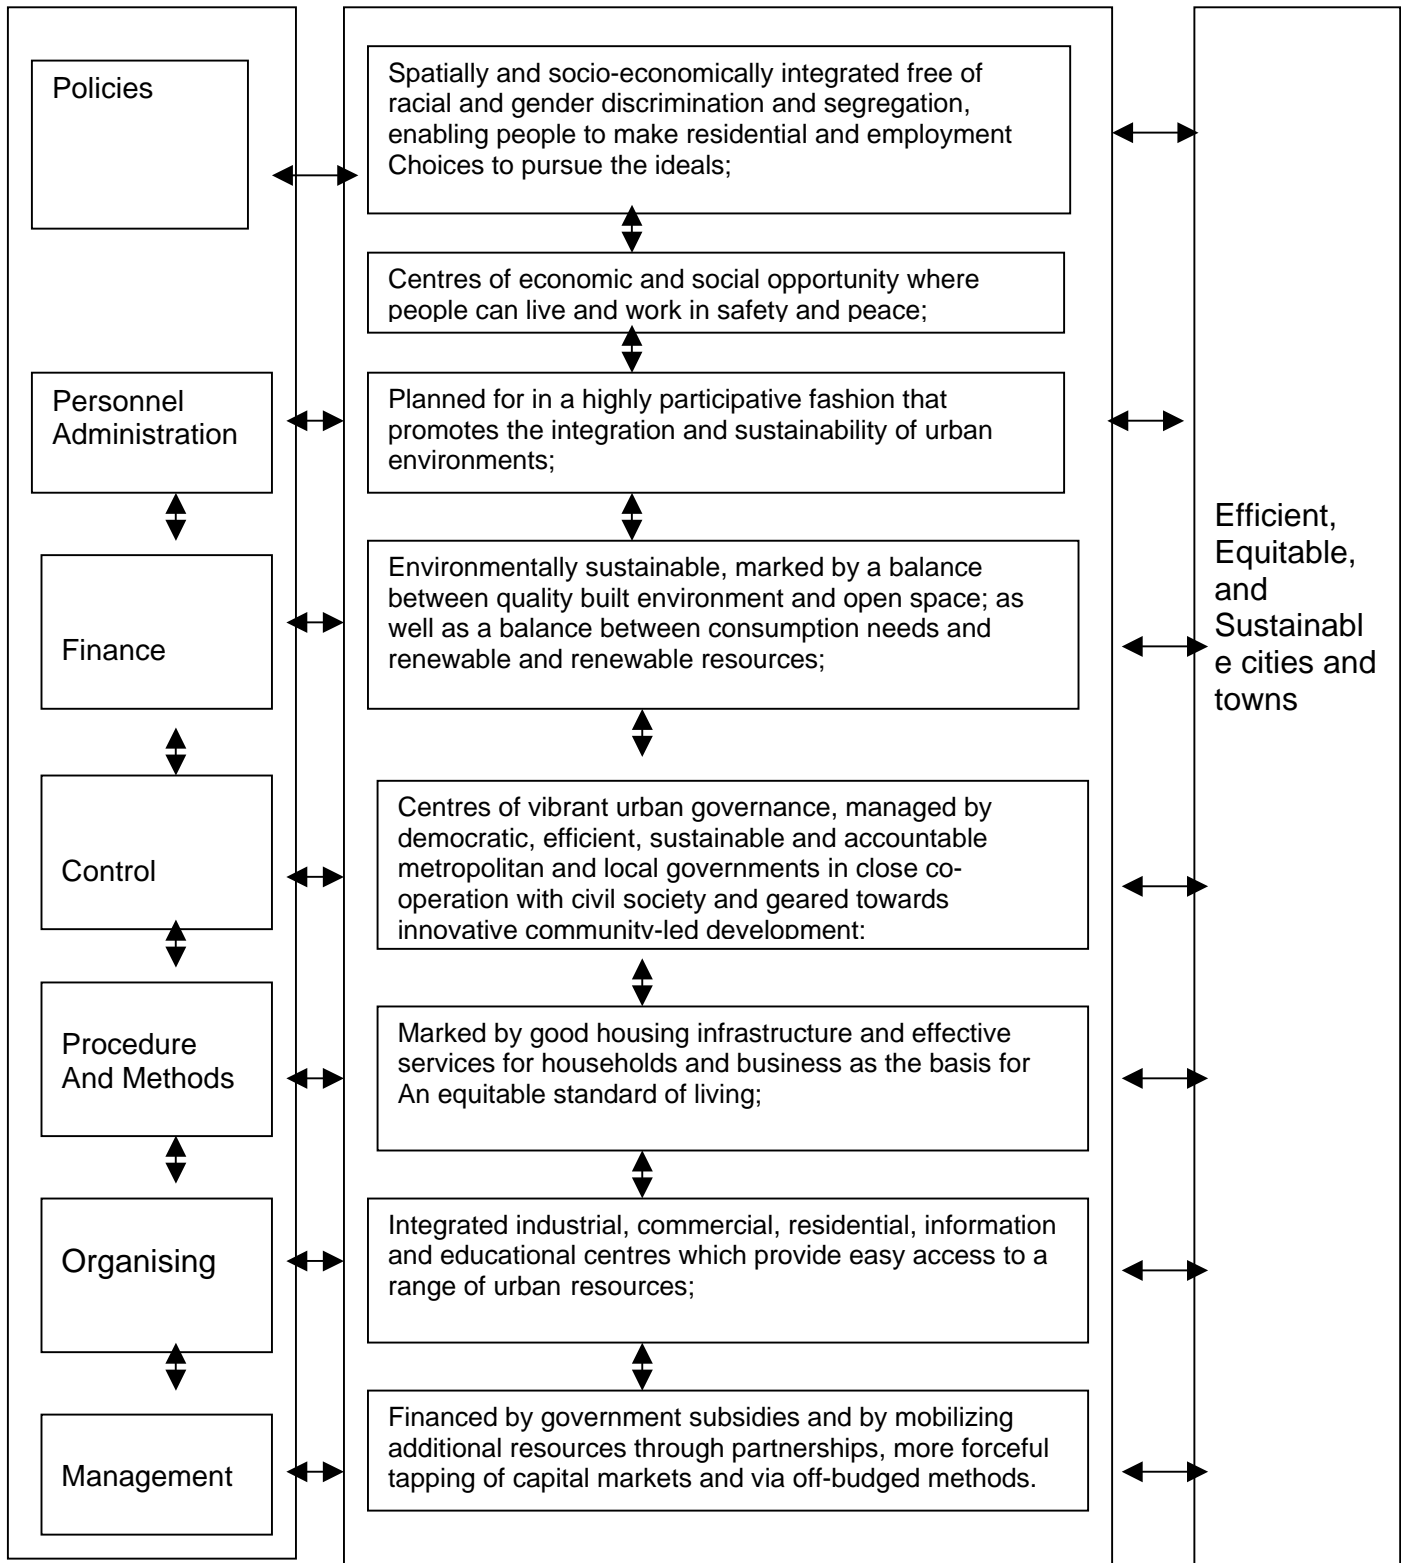 Policies
Spatially and socio-economically integrated free of
racial and gender discrimination and segregation,
enabling people to make residential and employment
Choices to pursue the ideals;
Centres of economic and social opportunity where
people can live and work in safety and peace;
Personnel
Administration
Planned for in a highly participative fashion that
promotes the integration and sustainability of urban
environments;
Finance
Environmentally sustainable, marked by a balance
between quality built environment and open space; as
well as a balance between consumption needs and
renewable and renewable resources;
Efficient,
Equitable,
and
Sustainabl
e cities and
towns
Control
Centres of vibrant urban governance, managed by
democratic, efficient, sustainable and accountable
metropolitan and local governments in close co-
operation with civil society and geared towards
innovative community-led development:
Procedure
And Methods
Marked by good housing infrastructure and effective
services for households and business as the basis for
An equitable standard of living;
Organising
Integrated industrial, commercial, residential, information
and educational centres which provide easy access to a
range of urban resources;
Management
Financed by government subsidies and by mobilizing
additional resources through partnerships, more forceful
tapping of capital markets and via off-budged methods.